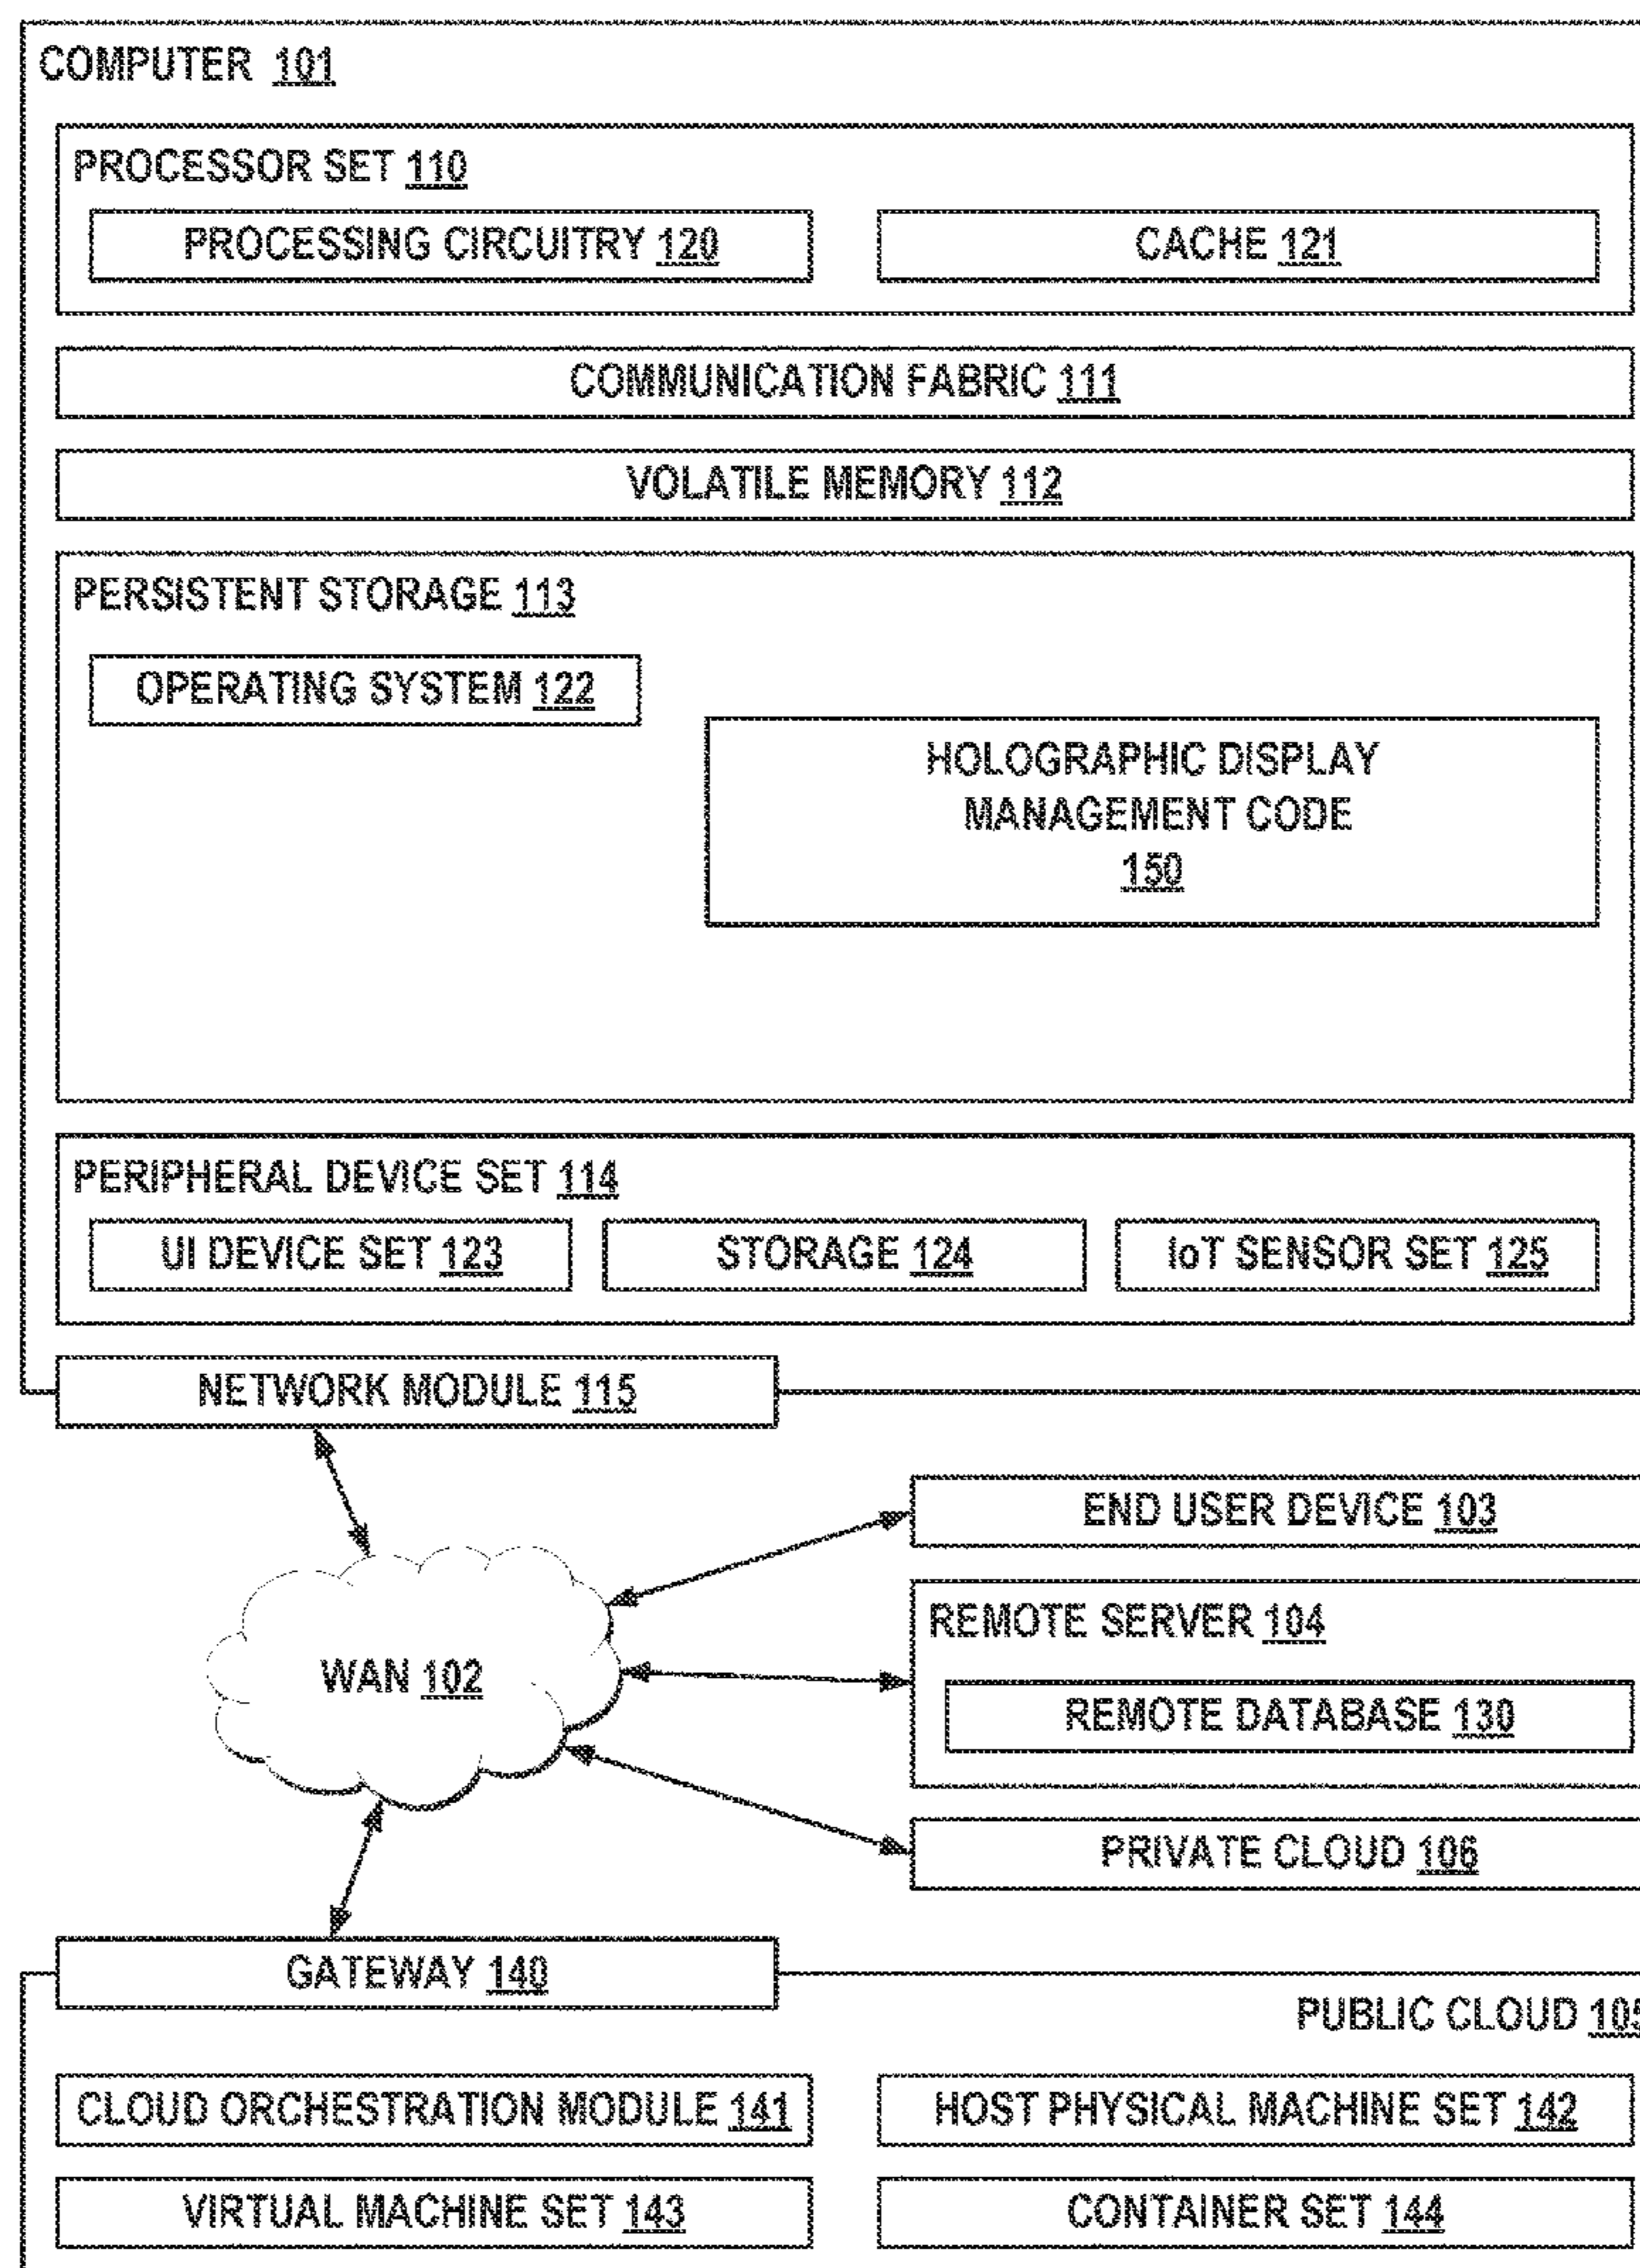 COMPUTER 101
PROCESSOR SET 110
PROCESSING CIRCUITRY 120
CACHE 121
COMMUNICATION FABRIC 111
VOLATILE MEMORY 112
PERSISTENT STORAGE 113
OPERATING SYSTEM 122
HOLOGRAPHIC DISPLAY
MANAGEMENT CODE
150
PERIPHERAL DEVICE SET 114
UI DEVICE SET 123
STORAGE 124
IoT SENSOR SET 125
NETWORK MODULE 115
END USER DEVICE 103
REMOTE SERVER 104
WAN 102
REMOTE DATABASE 130
PRIVATE CLOUD 106
GATEWAY 140
PUBLIC CLOUD 105
CLOUD ORCHESTRATION MODULE 141
HOST PHYSICAL MACHINE SET 142
VIRTUAL MACHINE SET 143
CONTAINER SET 144